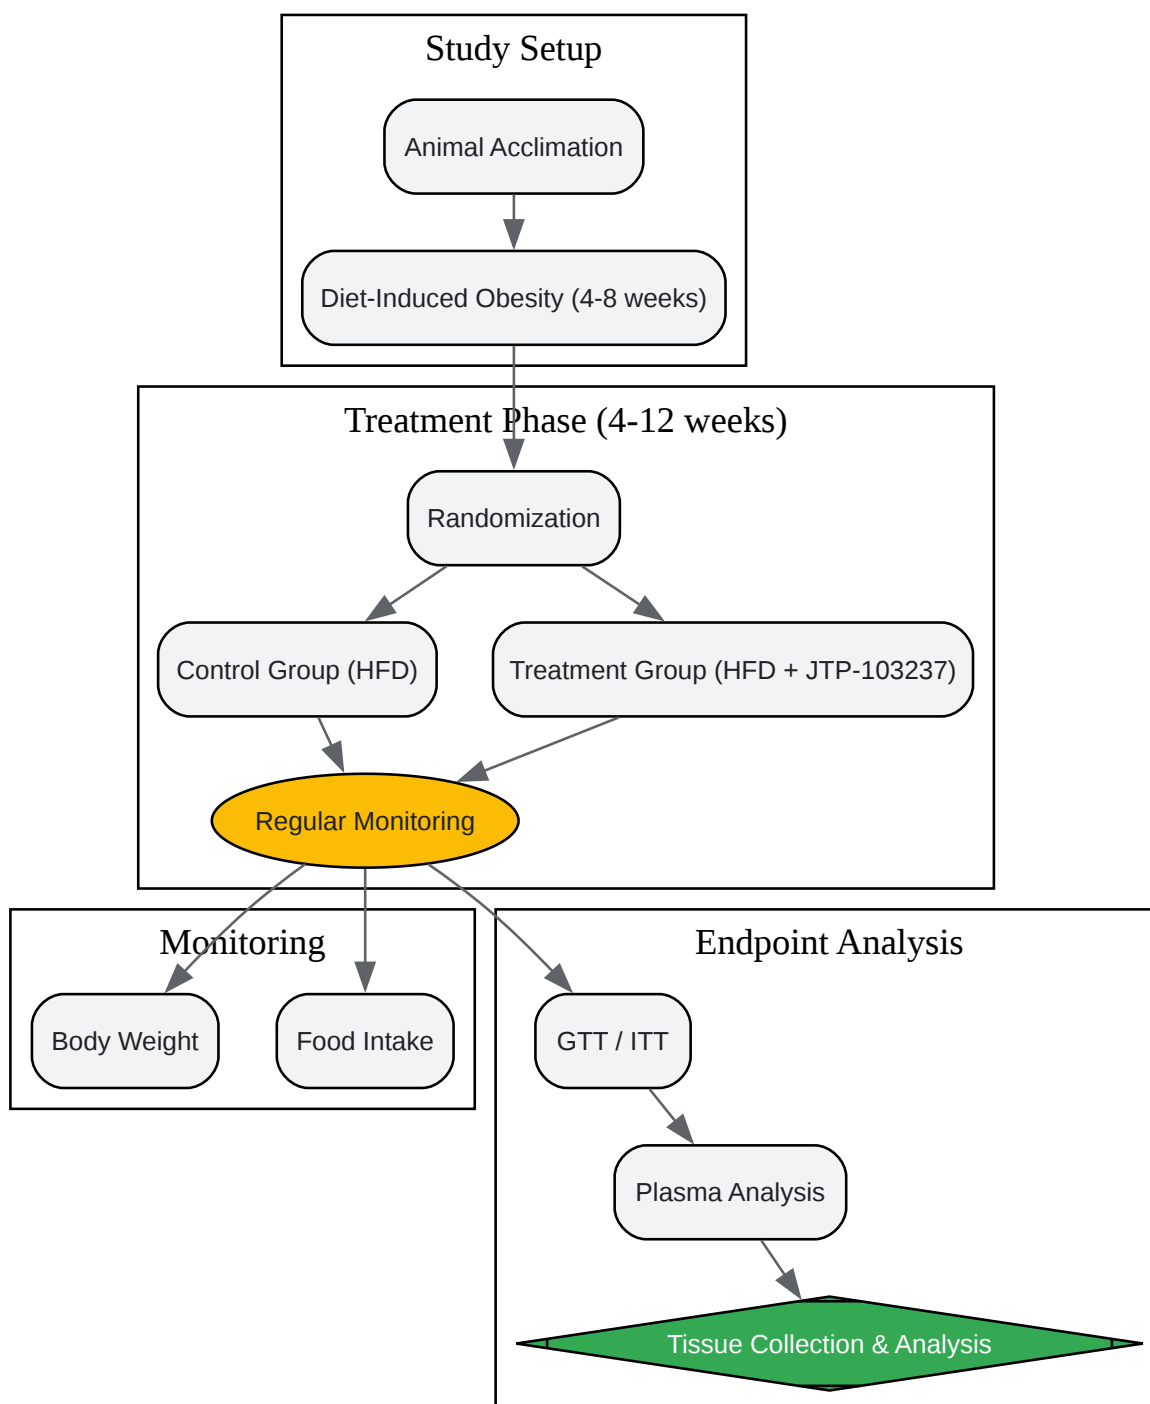 Study Setup
Animal Acclimation
Diet-Induced Obesity (4-8 weeks)
Treatment Phase (4-12 weeks)
Randomization
Control Group (HFD)
Treatment Group (HFD + JTP-103237)
Regular Monitoring
Monitoring
Endpoint Analysis
Body Weight
Food Intake
GTT / ITT
Plasma Analysis
Tissue Collection & Analysis